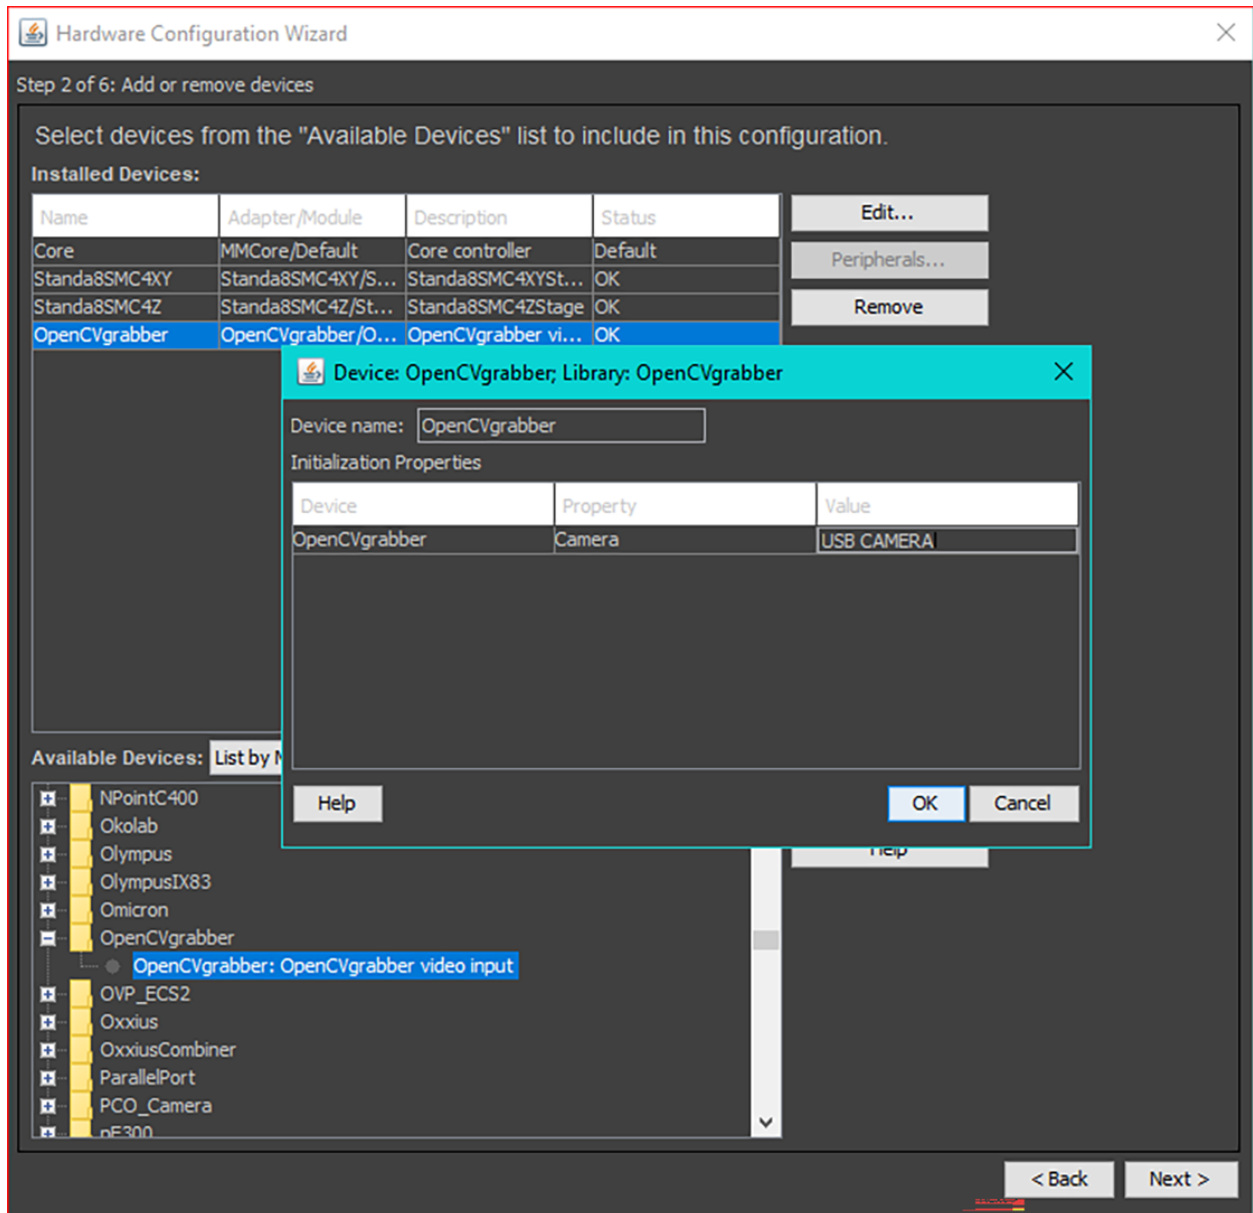 Hardware Configuration Wizard
Step 2 of 6: Add or remove devices
Select devices from the "Available Devices" list to include in this configuration.
Installed Devices:
Name Adapter/Module Description Status
Core MMCore/Default Core controller Default
Standa8SMC4XY Standa8SMC4XY/S... Standa8SMC4XYSt... OK
Standa8SMC4Z Standa8SMC4Z/St... Standa8SMC4ZStage OK
OpenCVgrabber OpenCVgrabber/O... OpenCVgrabber vi... OK
Edit...
Peripherals...
Remove
Device: OpenCVgrabber; Library: OpenCVgrabber
Device name: OpenCVgrabber
Initialization Properties
Device Property Value
OpenCVgrabber Camera USB CAMERA
Help OK Cancel
Available Devices: List by
Help
NPointC400
Okolab
Olympus
OlympusIX83
Omicron
OpenCVgrabber
OpenCVgrabber: OpenCVgrabber video input
OVP_ECS2
Oxxius
OxxiusCombiner
ParallelPort
PCO_Camera
pE300
< Back Next >